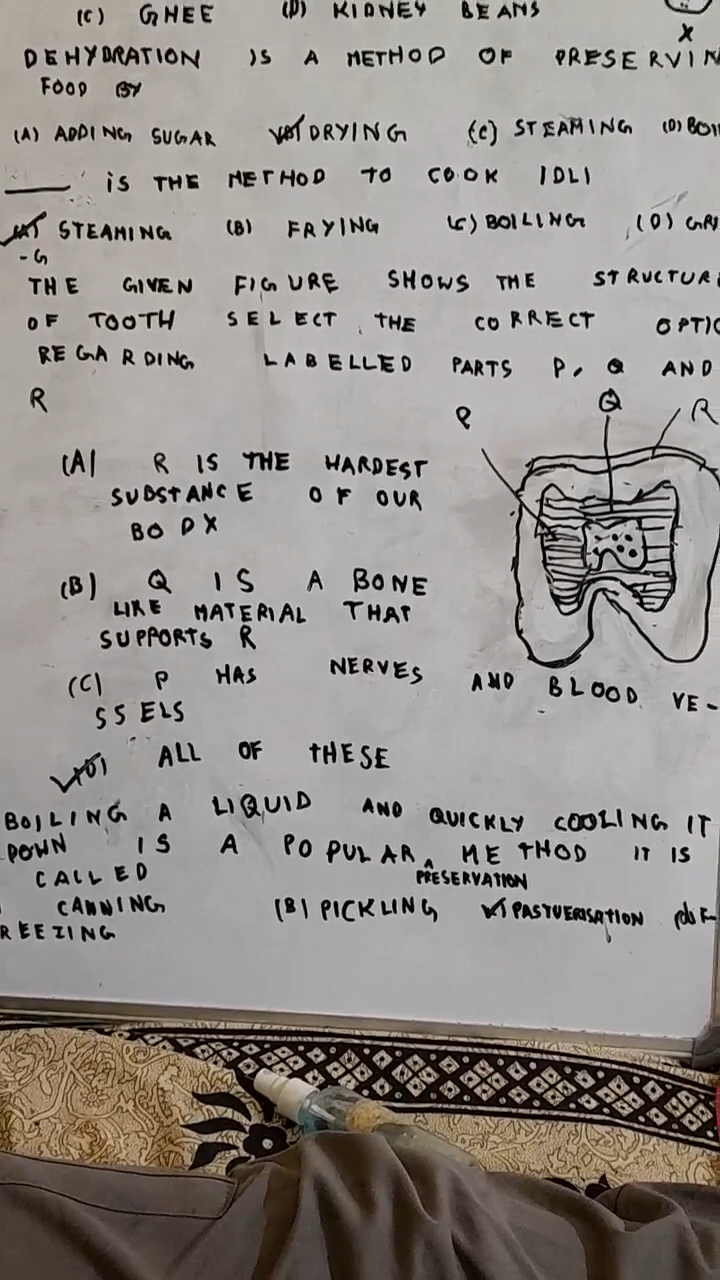 (C) GHEE (D) KIDNEY BEANS
X
DEHYDRATION IS A METHOD OF PRESERVIN
FOOD BY
(A) ADDING SUGAR (B) DRYING (C) STEAMING (D) BOI
____ IS THE METHOD TO COOK IDLI
(A) STEAMING (B) FRYING (C) BOILING (D) GRI
THE GIVEN FIGURE SHOWS THE STRUCTUR
OF TOOTH SELECT THE CORRECT OPTIO
REGARDING LABELLED PARTS P, Q AND
R
P Q R
(A) R IS THE HARDEST
SUBSTANCE OF OUR
BODY
(B) Q IS A BONE
LIKE MATERIAL THAT
SUPPORTS R
(C) P HAS NERVES AND BLOOD VE-
SSELS
(D) ALL OF THESE
BOILING A LIQUID AND QUICKLY COOLING IT
DOWN IS A POPULAR PRESERVATION METHOD IT IS
CALLED
CANNING (B) PICKLING PASTUERISATION
REEZING